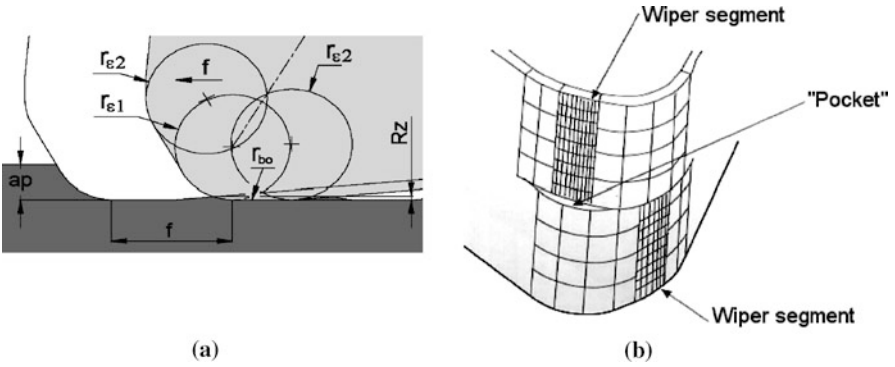 rε2
f
rε2
rε1
rbo
Rz
ap
f
(a)
Wiper segment
"Pocket"
Wiper segment
(b)